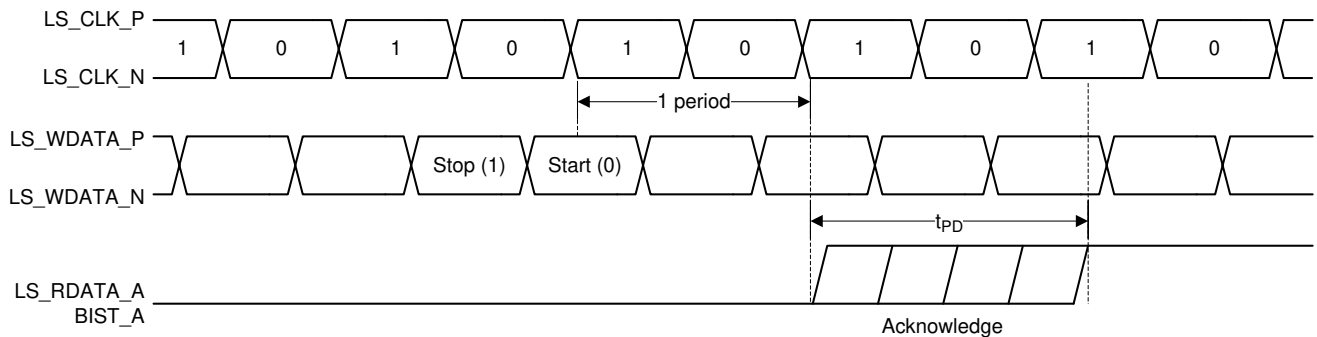 LS_CLK_P
1 0 1 0 1 0 1 0 1 0
LS_CLK_N
1 period
LS_WDATA_P
Stop (1) Start (0)
LS_WDATA_N
tPD
LS_RDATA_A
BIST_A
Acknowledge